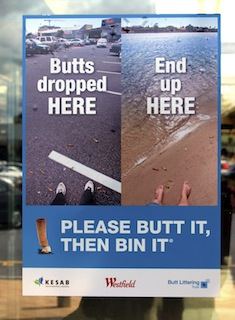 Butts
dropped
HERE
End
up
HERE
PLEASE BUTT IT,
THEN BIN IT®
KESAB
Westfield
Butt Littering